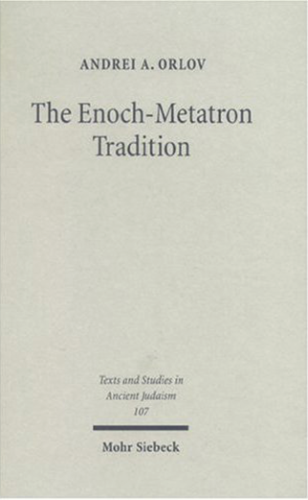 ANDREI A. ORLOV
The Enoch-Metatron
Tradition
Texts and Studies in
Ancient Judaism
107
Mohr Siebeck